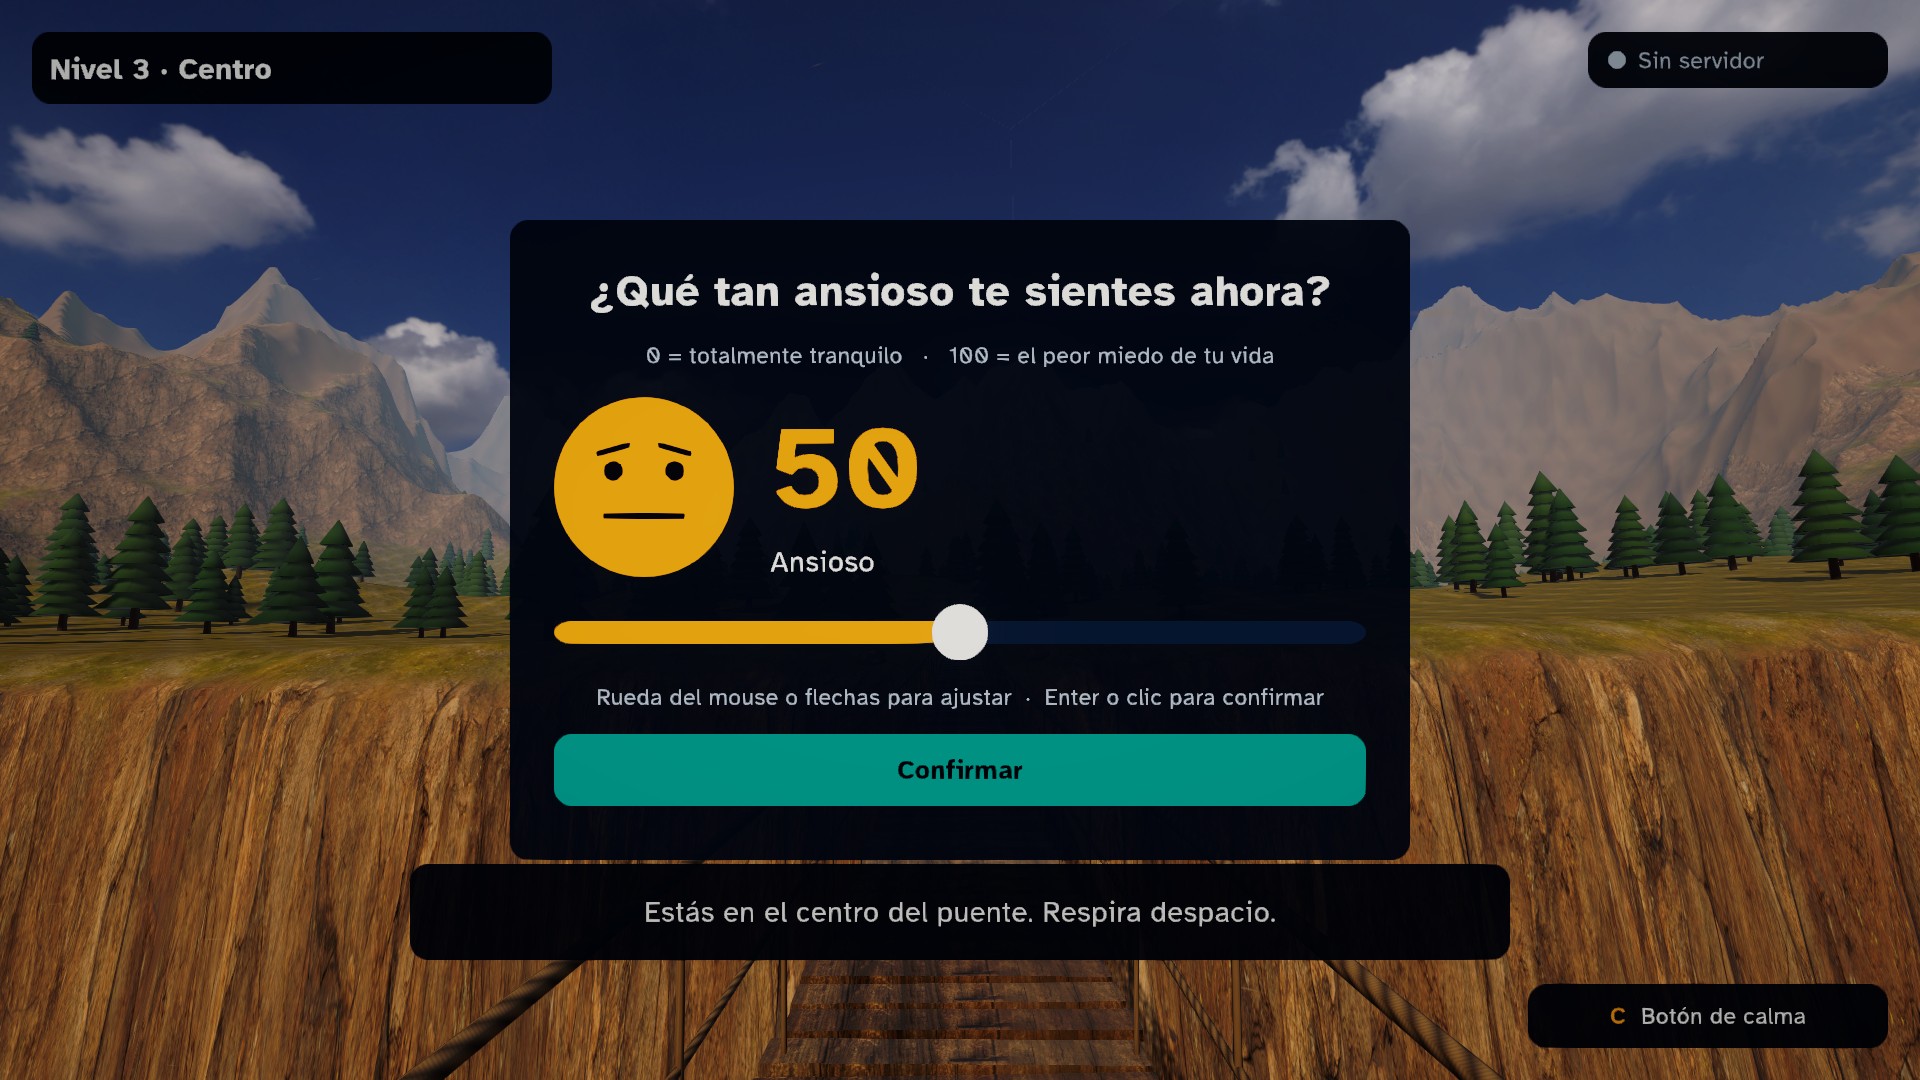 Nivel 3 · Centro
Sin servidor
¿Qué tan ansioso te sientes ahora?
0 = totalmente tranquilo · 100 = el peor miedo de tu vida
50
Ansioso
Rueda del mouse o flechas para ajustar · Enter o clic para confirmar
Confirmar
Estás en el centro del puente. Respira despacio.
C Botón de calma